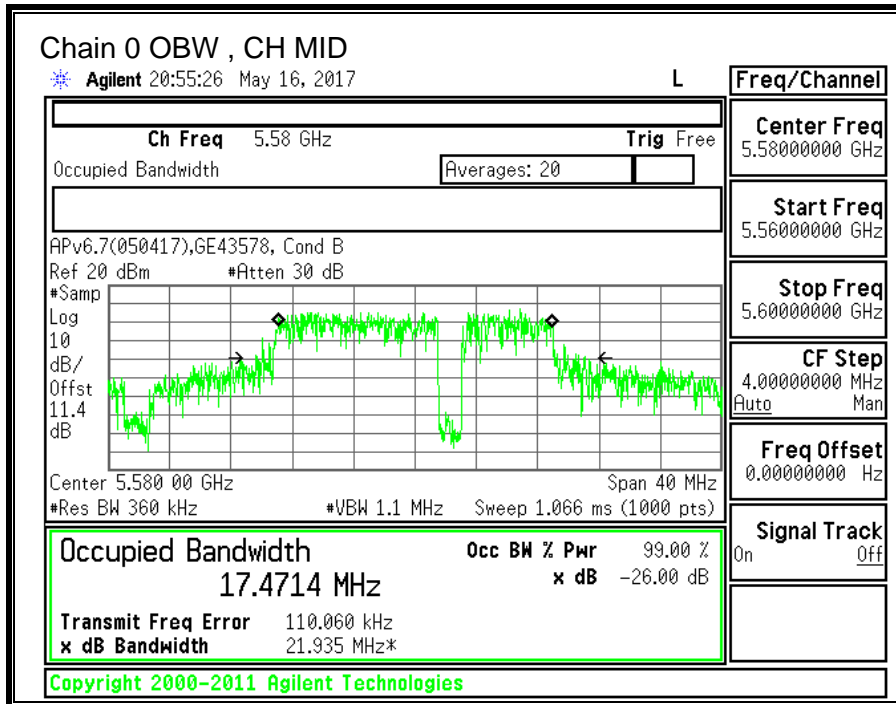 Chain 0 OBW , CH MID
Agilent 20:55:26 May 16, 2017 L
Freq/Channel
Ch Freq 5.58 GHz Trig Free
Occupied Bandwidth Averages: 20
Center Freq
5.58000000 GHz
Start Freq
5.56000000 GHz
Stop Freq
5.60000000 GHz
CF Step
4.00000000 MHz
Auto Man
Freq Offset
0.00000000 Hz
Signal Track
On Off
APv6.7(050417),GE43578, Cond B
Ref 20 dBm #Atten 30 dB
#Samp
Log
10
dB/
Offst
11.4
dB
Center 5.580 00 GHz Span 40 MHz
#Res BW 360 kHz #VBW 1.1 MHz Sweep 1.066 ms (1000 pts)
Occupied Bandwidth Occ BW % Pwr 99.00 %
17.4714 MHz x dB -26.00 dB
Transmit Freq Error 110.060 kHz
x dB Bandwidth 21.935 MHz*
Copyright 2000-2011 Agilent Technologies